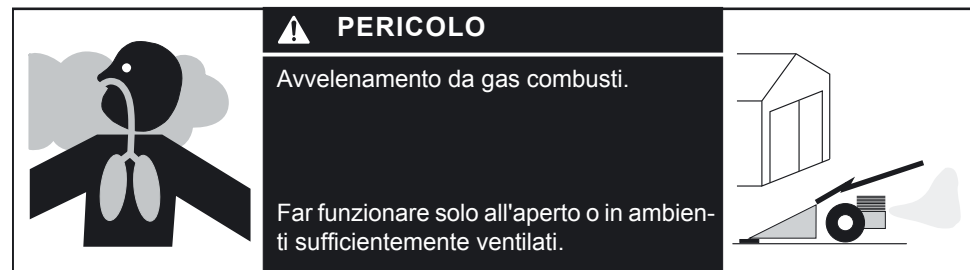 PERICOLO
Avvelenamento da gas combusti.
Far funzionare solo all'aperto o in ambien-
ti sufficientemente ventilati.